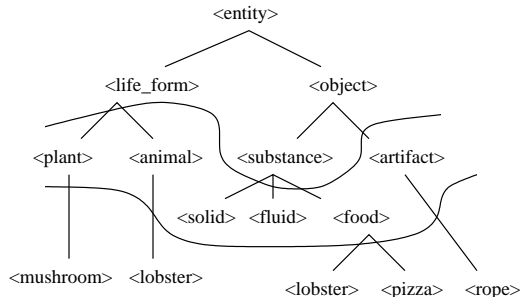 <entity>
<life_form> <object>
<plant> <animal> <substance> <artifact>
<solid> <fluid> <food>
<mushroom> <lobster> <lobster> <pizza> <rope>